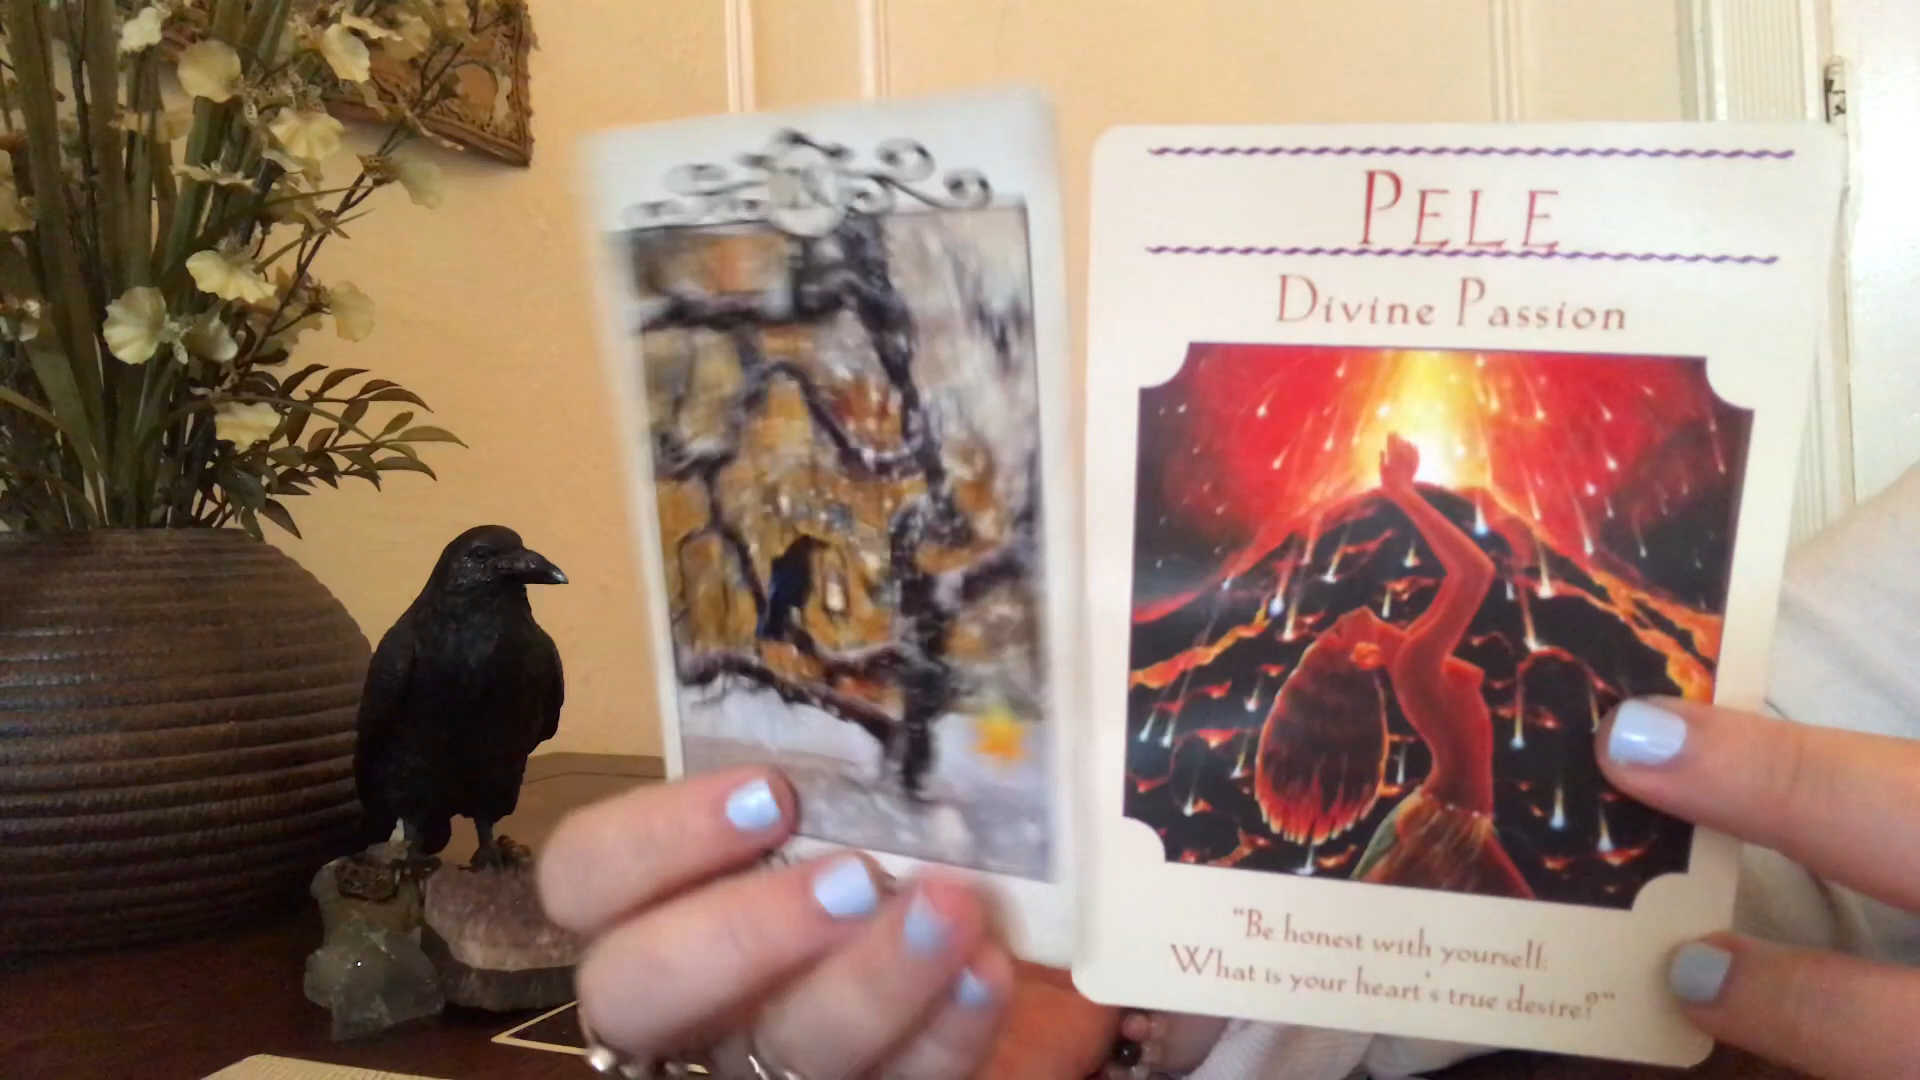 PELE
Divine Passion
"Be honest with yourself:
What is your heart's true desire?"